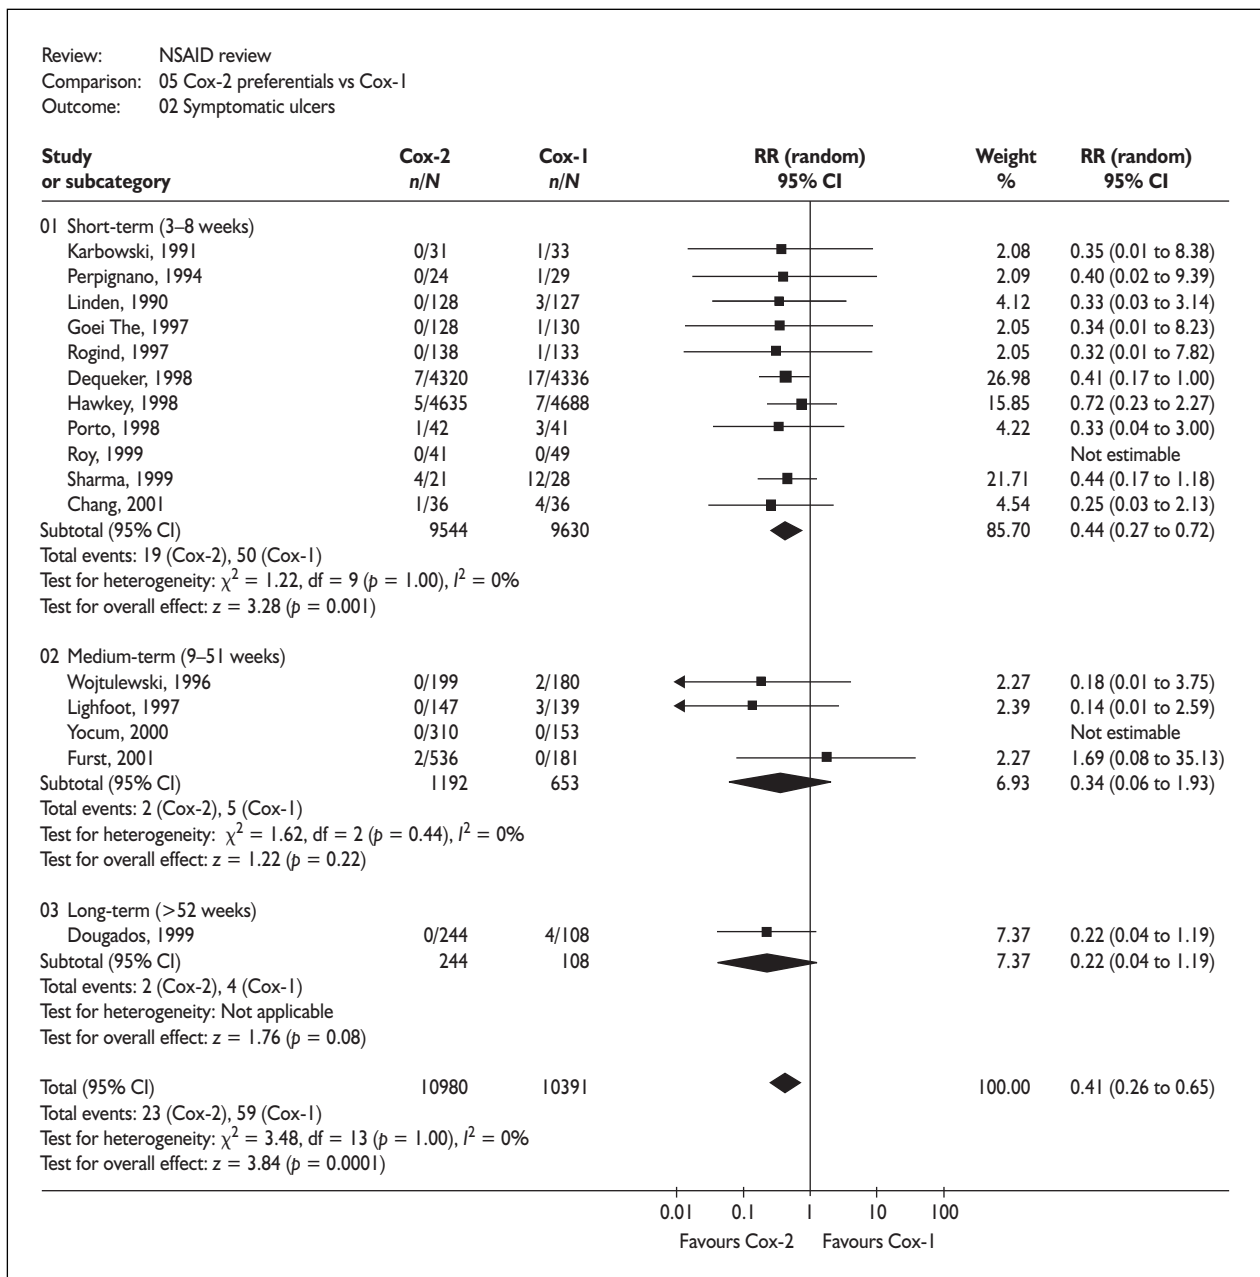 Review: NSAID review
Comparison: 05 Cox-2 preferentials vs Cox-1
Outcome: 02 Symptomatic ulcers
Study Cox-2 Cox-1 RR (random) Weight RR (random)
or subcategory n/N n/N 95% CI % 95% CI
01 Short-term (3–8 weeks)
Karbowski, 1991 0/31 1/33 2.08 0.35 (0.01 to 8.38)
Perpignano, 1994 0/24 1/29 2.09 0.40 (0.02 to 9.39)
Linden, 1990 0/128 3/127 4.12 0.33 (0.03 to 3.14)
Goei The, 1997 0/128 1/130 2.05 0.34 (0.01 to 8.23)
Rogind, 1997 0/138 1/133 2.05 0.32 (0.01 to 7.82)
Dequeker, 1998 7/4320 17/4336 26.98 0.41 (0.17 to 1.00)
Hawkey, 1998 5/4635 7/4688 15.85 0.72 (0.23 to 2.27)
Porto, 1998 1/42 3/41 4.22 0.33 (0.04 to 3.00)
Roy, 1999 0/41 0/49 Not estimable
Sharma, 1999 4/21 12/28 21.71 0.44 (0.17 to 1.18)
Chang, 2001 1/36 4/36 4.54 0.25 (0.03 to 2.13)
Subtotal (95% CI) 9544 9630 85.70 0.44 (0.27 to 0.72)
Total events: 19 (Cox-2), 50 (Cox-1)
Test for heterogeneity: χ² = 1.22, df = 9 (p = 1.00), I² = 0%
Test for overall effect: z = 3.28 (p = 0.001)
02 Medium-term (9–51 weeks)
Wojtulewski, 1996 0/199 2/180 2.27 0.18 (0.01 to 3.75)
Lighfoot, 1997 0/147 3/139 2.39 0.14 (0.01 to 2.59)
Yocum, 2000 0/310 0/153 Not estimable
Furst, 2001 2/536 0/181 2.27 1.69 (0.08 to 35.13)
Subtotal (95% CI) 1192 653 6.93 0.34 (0.06 to 1.93)
Total events: 2 (Cox-2), 5 (Cox-1)
Test for heterogeneity: χ² = 1.62, df = 2 (p = 0.44), I² = 0%
Test for overall effect: z = 1.22 (p = 0.22)
03 Long-term (>52 weeks)
Dougados, 1999 0/244 4/108 7.37 0.22 (0.04 to 1.19)
Subtotal (95% CI) 244 108 7.37 0.22 (0.04 to 1.19)
Total events: 2 (Cox-2), 4 (Cox-1)
Test for heterogeneity: Not applicable
Test for overall effect: z = 1.76 (p = 0.08)
Total (95% CI) 10980 10391 100.00 0.41 (0.26 to 0.65)
Total events: 23 (Cox-2), 59 (Cox-1)
Test for heterogeneity: χ² = 3.48, df = 13 (p = 1.00), I² = 0%
Test for overall effect: z = 3.84 (p = 0.0001)
0.01 0.1 1 10 100
Favours Cox-2 Favours Cox-1